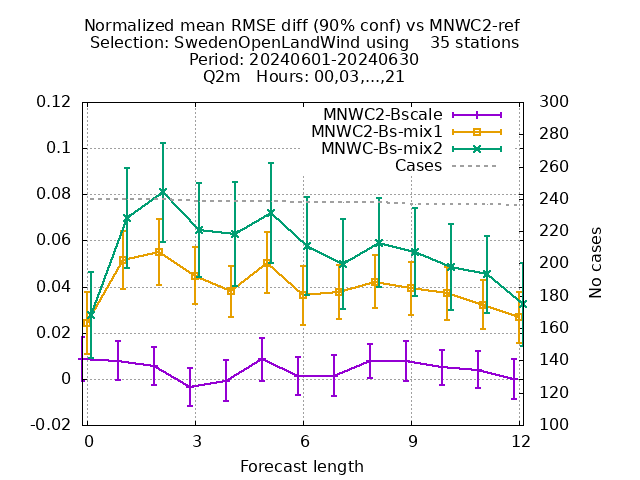 Normalized mean RMSE diff (90% conf) vs MNWC2-ref
Selection: SwedenOpenLandWind using    35 stations
Period: 20240601-20240630
Q2m   Hours: 00,03,...,21
MNWC2-Bscale
MNWC2-Bs-mix1
MNWC-Bs-mix2
Cases
0.12
0.1
0.08
0.06
0.04
0.02
0
-0.02
300
280
260
240
220
200
180
160
140
120
100
No cases
0 3 6 9 12
Forecast length